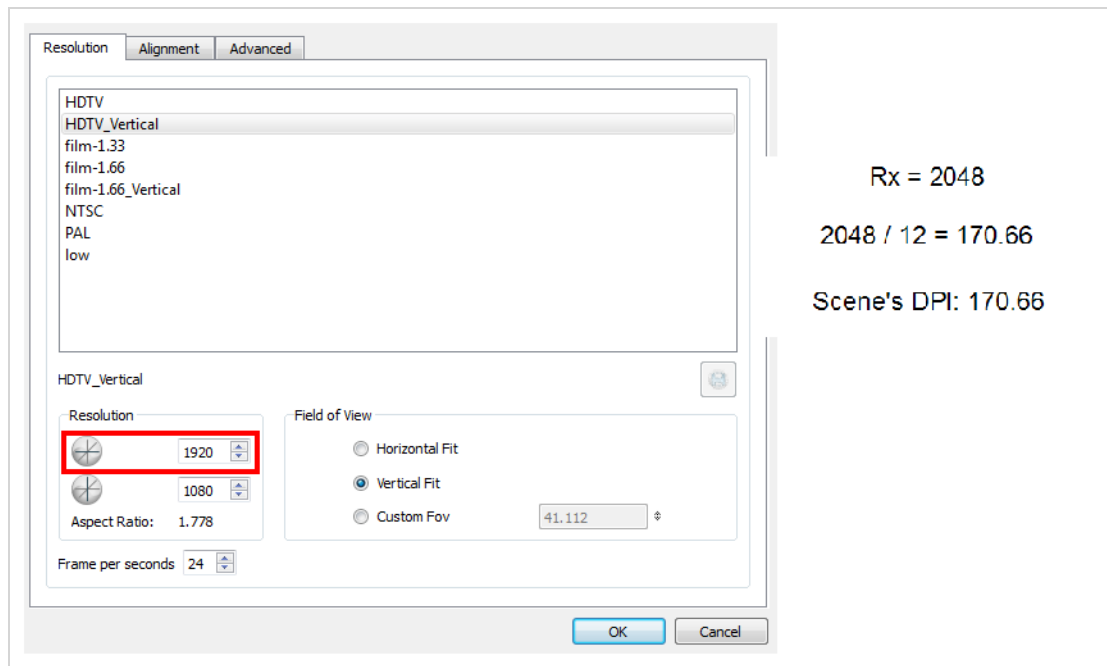 Resolution Alignment Advanced
HDTV
HDTV_Vertical
film-1.33
film-1.66
film-1.66_Vertical
NTSC
PAL
low
HDTV_Vertical
Resolution
1920
1080
Aspect Ratio: 1.778
Field of View
Horizontal Fit
Vertical Fit
Custom Fov 41.112
Frame per seconds 24
OK Cancel
Rx = 2048
2048 / 12 = 170.66
Scene's DPI: 170.66